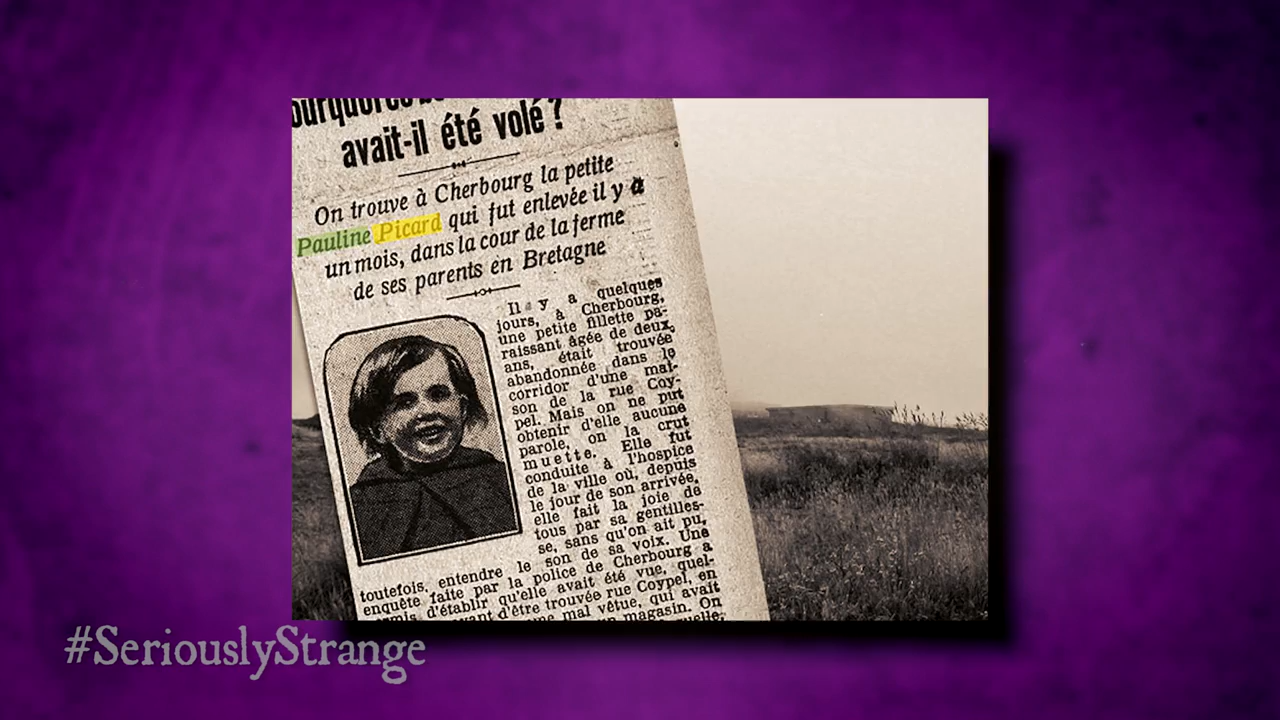 avait-il été volé?
On trouve à Cherbourg la petite
Pauline Picard qui fut enlevée il y a
un mois, dans la cour de la ferme
de ses parents en Bretagne
Il y a quelques
jours, à Cherbourg,
une petite fillette pa-
raissant âgée de deux
ans, était trouvée
abandonnée dans le
corridor d'une mai-
son de la rue Coy-
pel. Mais on ne put
obtenir d'elle aucune
parole, on la crut
muette. Elle fut
conduite à l'hospice
de la ville où, depuis
le jour de son arrivée,
elle fait la joie de
tous par sa gentilles-
se, sans qu'on ait pu,
toutefois, entendre le son de sa voix. Une
enquête faite par la police de Cherbourg a
d'établir qu'elle avait été vue, quel-
d'être trouvée rue Coypel, en
mal vêtue, qui avait
magasin. On
#SeriouslyStrange